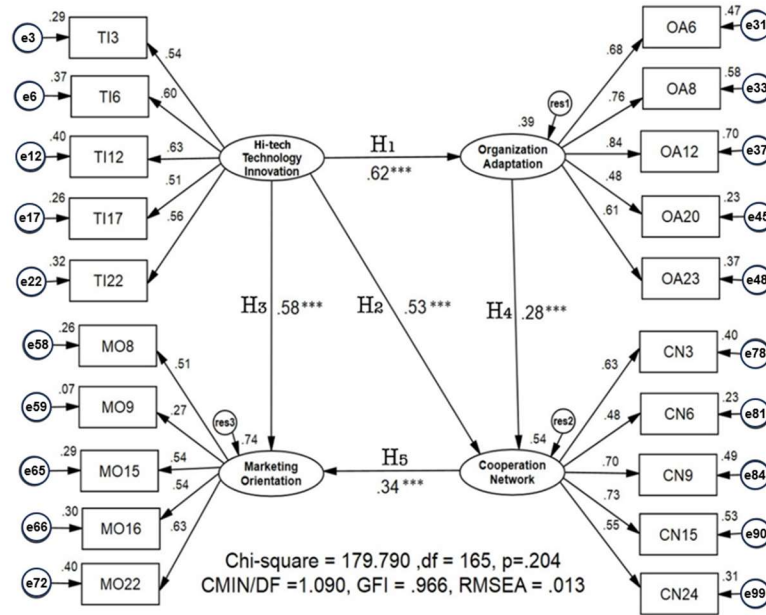 .29
e3
TI3
.54
.37
e6
TI6
.60
.40
e12
TI12
.63
.26
e17
TI17
.51
.32
e22
TI22
.56
Hi-tech
Technology
Innovation
H1
.62***
.39
res1
Organization
Adaptation
.68
OA6
.47
e31
.76
OA8
.58
e33
.84
OA12
.70
e37
.48
OA20
.23
e45
.61
OA23
.37
e48
H3
.58***
H2
.53***
H4
.28***
.26
e58
MO8
.51
.07
e59
MO9
.27
.29
e65
MO15
.54
.30
e66
MO16
.54
.40
e72
MO22
.63
res3
.74
Marketing
Orientation
H5
.34***
res2
.54
Cooperation
Network
.63
CN3
.40
e78
.48
CN6
.23
e81
.70
CN9
.49
e84
.73
CN15
.53
e90
.55
CN24
.31
e99
Chi-square = 179.790 ,df = 165, p=.204
CMIN/DF =1.090, GFI = .966, RMSEA = .013